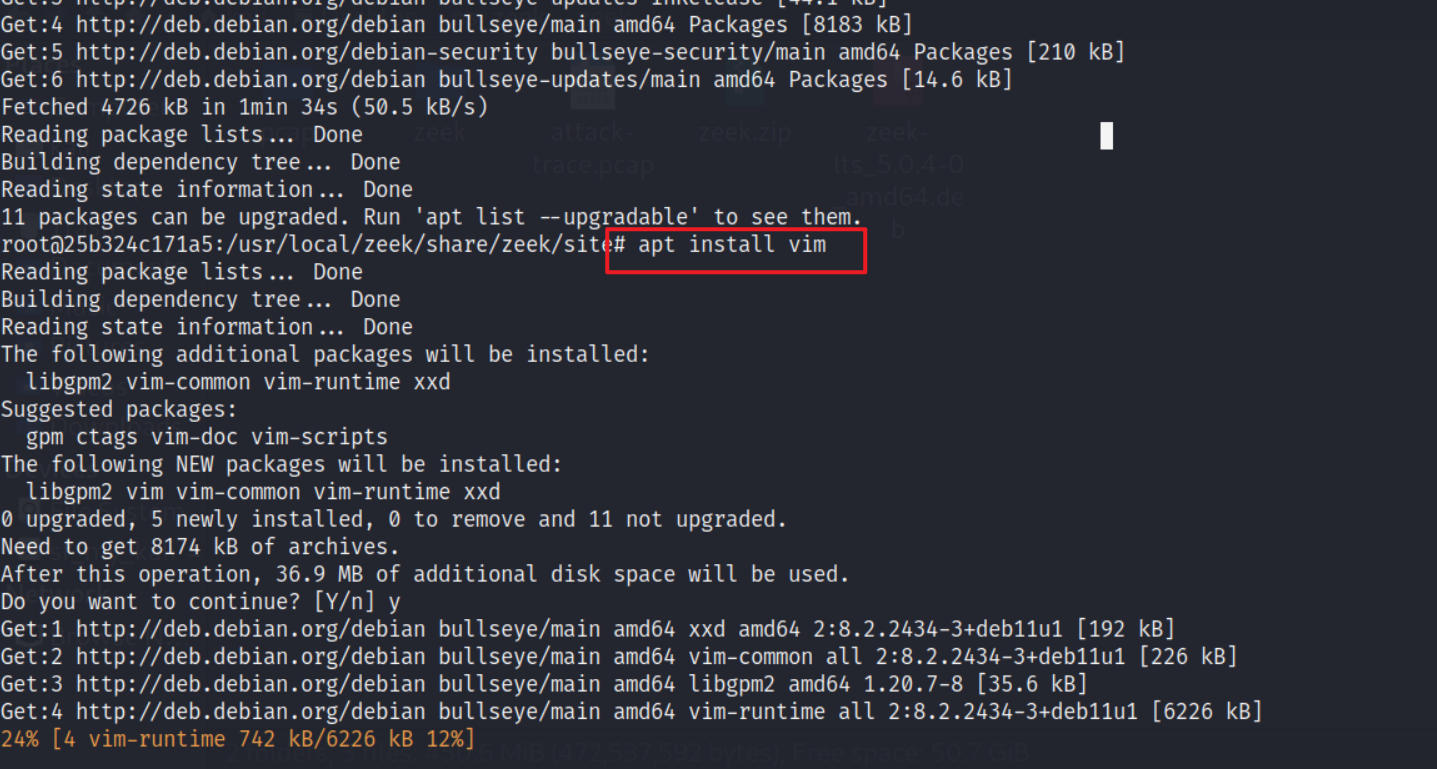 Get:4 http://deb.debian.org/debian bullseye/main amd64 Packages [8183 kB]
Get:5 http://deb.debian.org/debian-security bullseye-security/main amd64 Packages [210 kB]
Get:6 http://deb.debian.org/debian bullseye-updates/main amd64 Packages [14.6 kB]
Fetched 4726 kB in 1min 34s (50.5 kB/s)
Reading package lists... Done
Building dependency tree... Done
Reading state information... Done
11 packages can be upgraded. Run 'apt list --upgradable' to see them.
root@25b324c171a5:/usr/local/zeek/share/zeek/site# apt install vim
Reading package lists... Done
Building dependency tree... Done
Reading state information... Done
The following additional packages will be installed:
  libgpm2 vim-common vim-runtime xxd
Suggested packages:
  gpm ctags vim-doc vim-scripts
The following NEW packages will be installed:
  libgpm2 vim vim-common vim-runtime xxd
0 upgraded, 5 newly installed, 0 to remove and 11 not upgraded.
Need to get 8174 kB of archives.
After this operation, 36.9 MB of additional disk space will be used.
Do you want to continue? [Y/n] y
Get:1 http://deb.debian.org/debian bullseye/main amd64 xxd amd64 2:8.2.2434-3+deb11u1 [192 kB]
Get:2 http://deb.debian.org/debian bullseye/main amd64 vim-common all 2:8.2.2434-3+deb11u1 [226 kB]
Get:3 http://deb.debian.org/debian bullseye/main amd64 libgpm2 amd64 1.20.7-8 [35.6 kB]
Get:4 http://deb.debian.org/debian bullseye/main amd64 vim-runtime all 2:8.2.2434-3+deb11u1 [6226 kB]
24% [4 vim-runtime 742 kB/6226 kB 12%]
zeek
attack-
trace.pcap
zeek.zip
zeek-
lts_5.0.4-0
_amd64.de
b